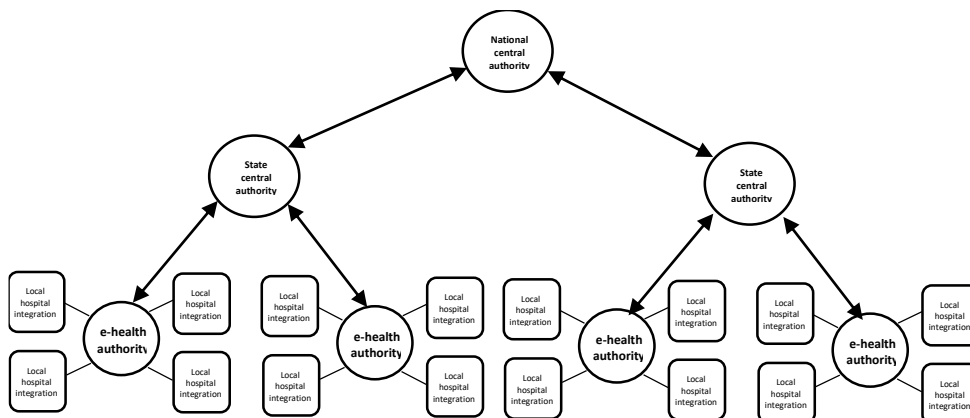 National
central
authority
State
central
authority
State
central
authority
Local
hospital
integration
Local
hospital
integration
Local
hospital
integration
Local
hospital
integration
Local
hospital
integration
Local
hospital
integration
Local
hospital
integration
Local
hospital
integration
e-health
authority
e-health
authority
e-health
authority
e-health
authority
Local
hospital
integration
Local
hospital
integration
Local
hospital
integration
Local
hospital
integration
Local
hospital
integration
Local
hospital
integration
Local
hospital
integration
Local
hospital
integration